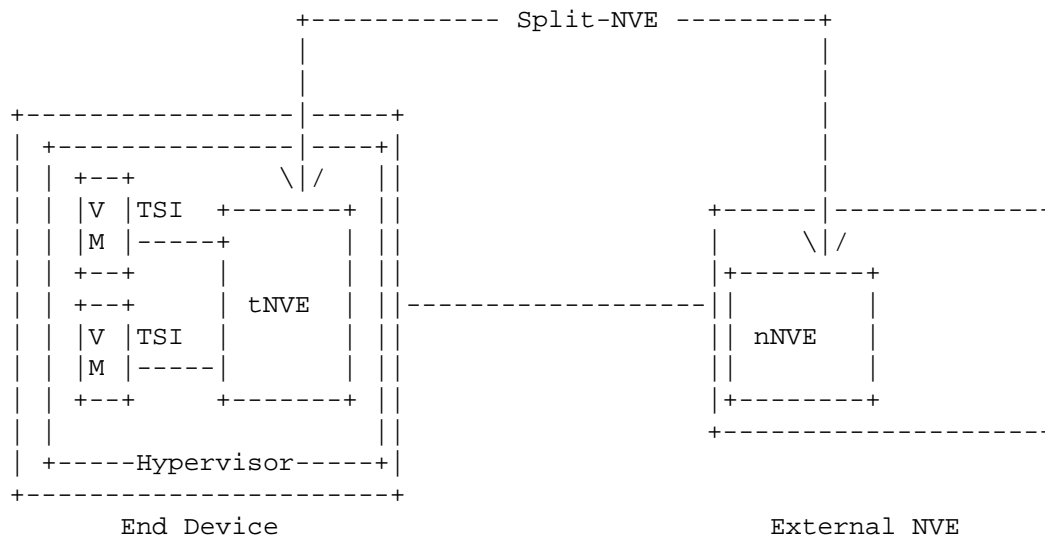 Split-NVE
V TSI
M
tNVE
V TSI
M
nNVE
Hypervisor
End Device External NVE